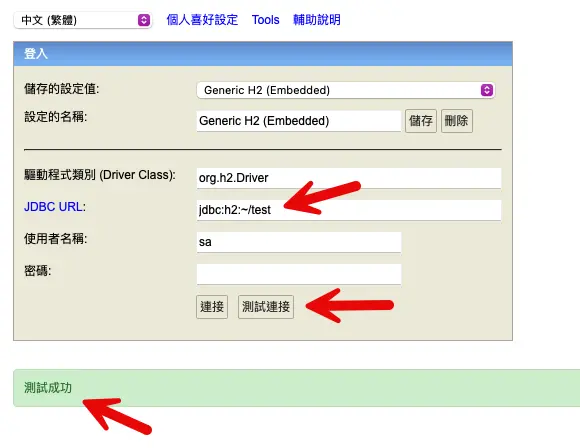 中文 (繁體) 個人喜好設定 Tools 輔助說明
登入
儲存的設定值: Generic H2 (Embedded)
設定的名稱: Generic H2 (Embedded) 儲存 刪除
驅動程式類別 (Driver Class): org.h2.Driver
JDBC URL: jdbc:h2:~/test
使用者名稱: sa
密碼:
連接 測試連接
測試成功